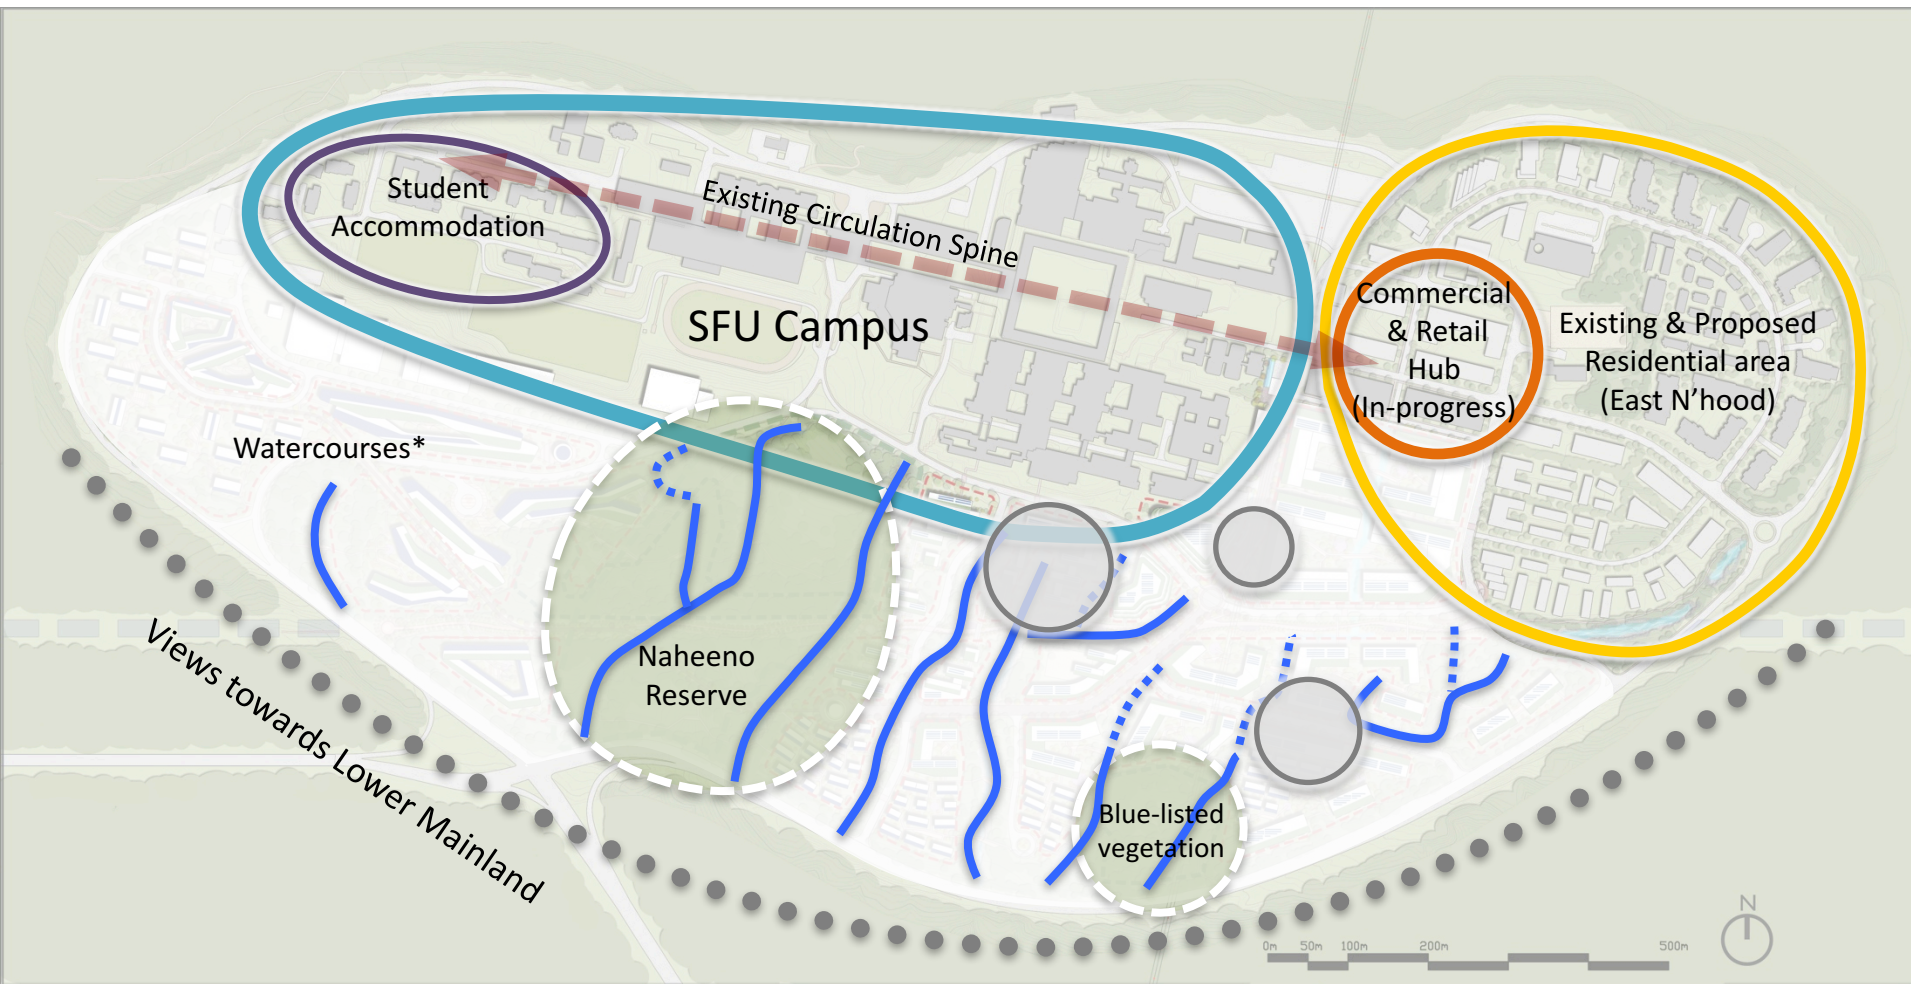 Student
Accommodation
Existing Circulation Spine
SFU Campus
Commercial
& Retail
Hub
(In-progress)
Existing & Proposed
Residential area
(East N’hood)
Watercourses*
Naheeno
Reserve
Views towards Lower Mainland
Blue-listed
vegetation
0m 50m 100m 200m 500m
N